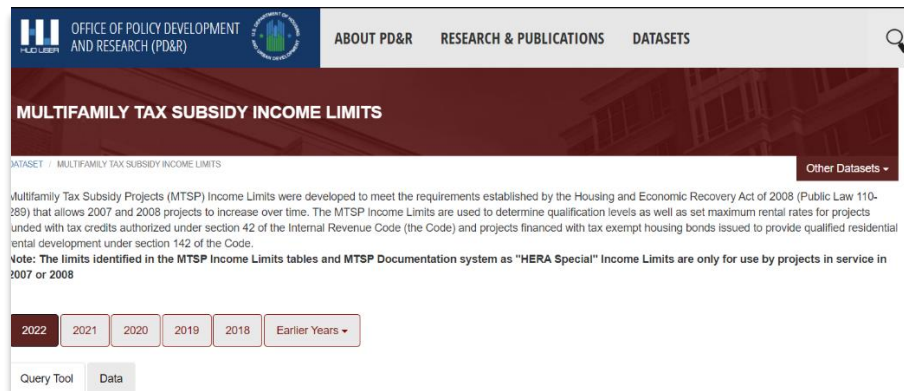 OFFICE OF POLICY DEVELOPMENT
AND RESEARCH (PD&R)
HUD USER
ABOUT PD&R
RESEARCH & PUBLICATIONS
DATASETS
MULTIFAMILY TAX SUBSIDY INCOME LIMITS
DATASET / MULTIFAMILY TAX SUBSIDY INCOME LIMITS
Other Datasets
Multifamily Tax Subsidy Projects (MTSP) Income Limits were developed to meet the requirements established by the Housing and Economic Recovery Act of 2008 (Public Law 110-
289) that allows 2007 and 2008 projects to increase over time. The MTSP Income Limits are used to determine qualification levels as well as set maximum rental rates for projects
funded with tax credits authorized under section 42 of the Internal Revenue Code (the Code) and projects financed with tax exempt housing bonds issued to provide qualified residential
rental development under section 142 of the Code.
Note: The limits identified in the MTSP Income Limits tables and MTSP Documentation system as "HERA Special" Income Limits are only for use by projects in service in
2007 or 2008
2022
2021
2020
2019
2018
Earlier Years
Query Tool
Data